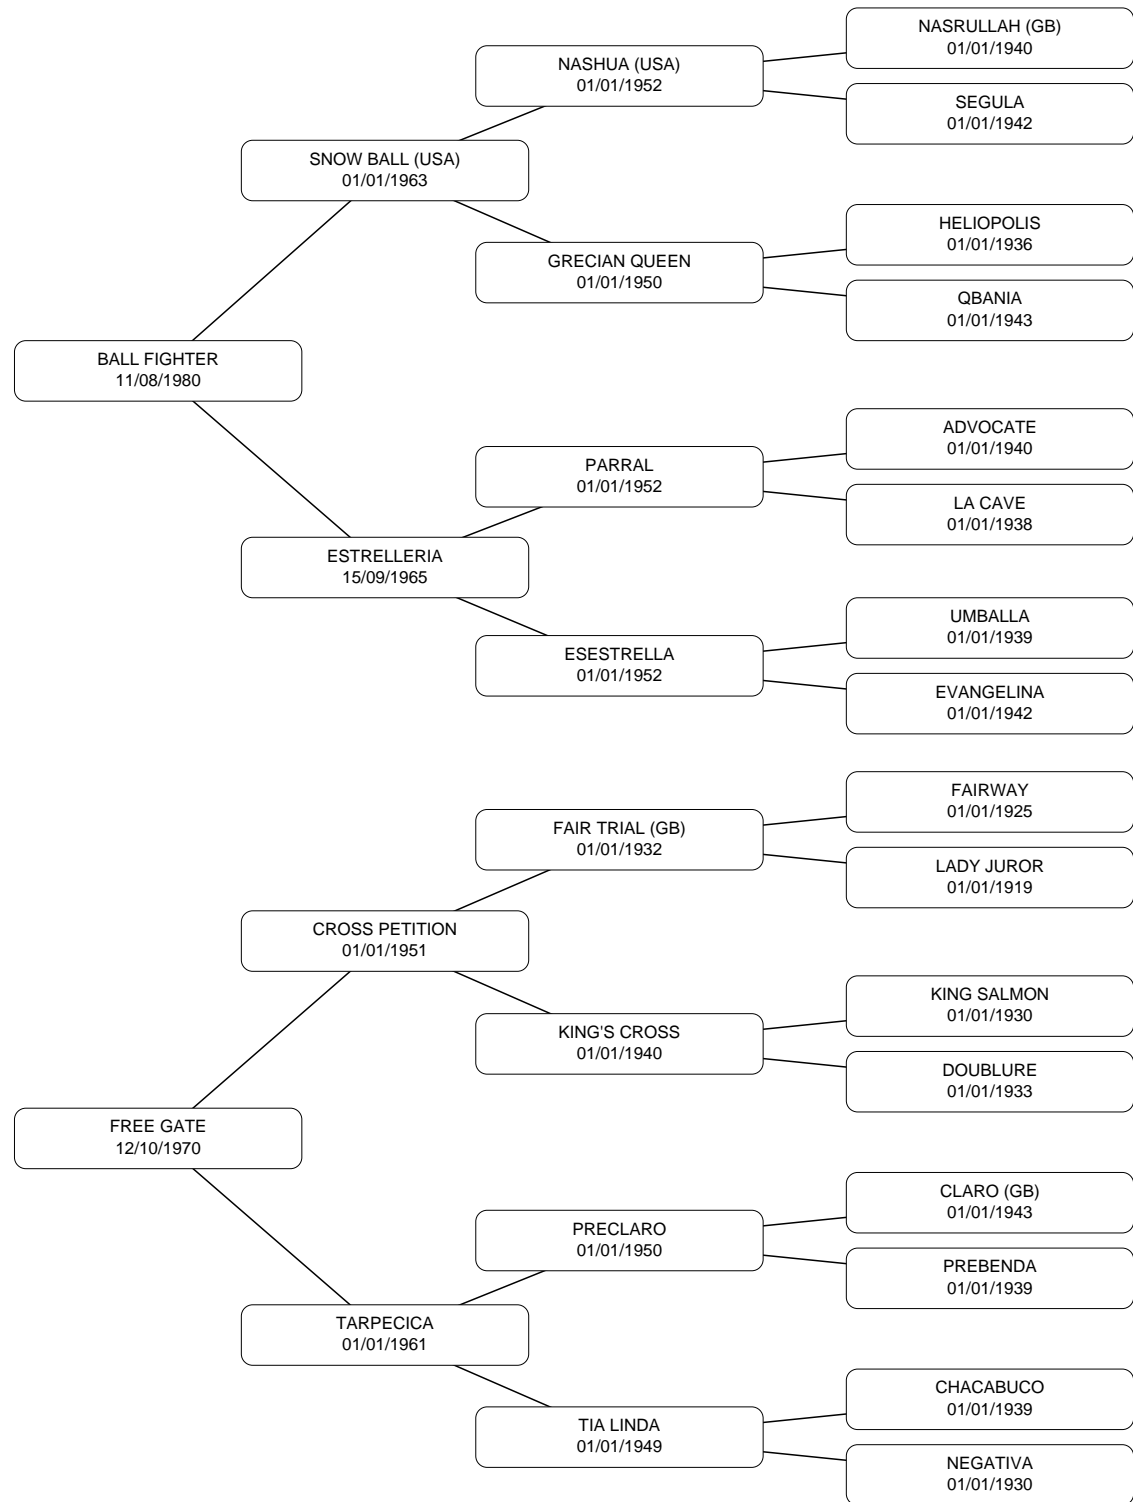 NASRULLAH (GB)
01/01/1940
NASHUA (USA)
01/01/1952
SEGULA
01/01/1942
SNOW BALL (USA)
01/01/1963
HELIOPOLIS
01/01/1936
GRECIAN QUEEN
01/01/1950
QBANIA
01/01/1943
BALL FIGHTER
11/08/1980
ADVOCATE
01/01/1940
PARRAL
01/01/1952
LA CAVE
01/01/1938
ESTRELLERIA
15/09/1965
UMBALLA
01/01/1939
ESESTRELLA
01/01/1952
EVANGELINA
01/01/1942
FAIRWAY
01/01/1925
FAIR TRIAL (GB)
01/01/1932
LADY JUROR
01/01/1919
CROSS PETITION
01/01/1951
KING SALMON
01/01/1930
KING'S CROSS
01/01/1940
DOUBLURE
01/01/1933
FREE GATE
12/10/1970
CLARO (GB)
01/01/1943
PRECLARO
01/01/1950
PREBENDA
01/01/1939
TARPECICA
01/01/1961
CHACABUCO
01/01/1939
TIA LINDA
01/01/1949
NEGATIVA
01/01/1930